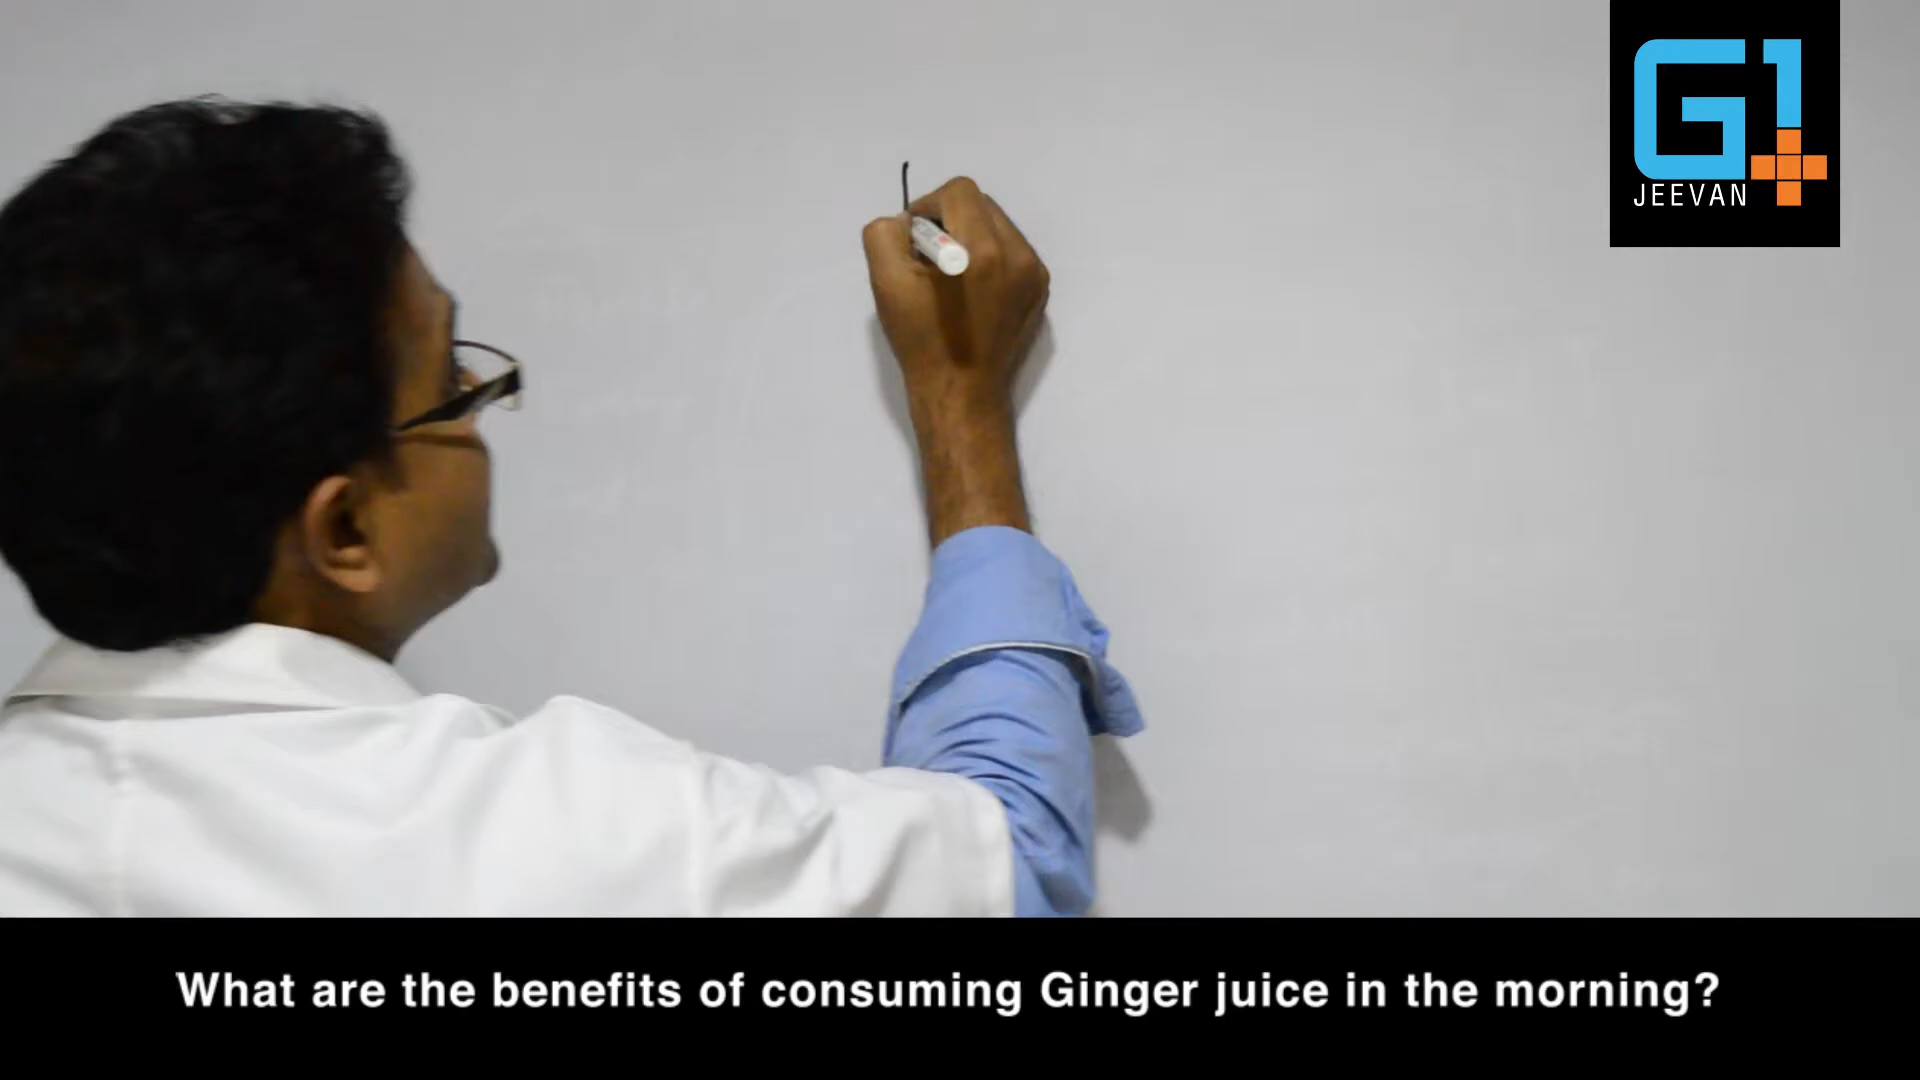 G1
JEEVAN
What are the benefits of consuming Ginger juice in the morning?